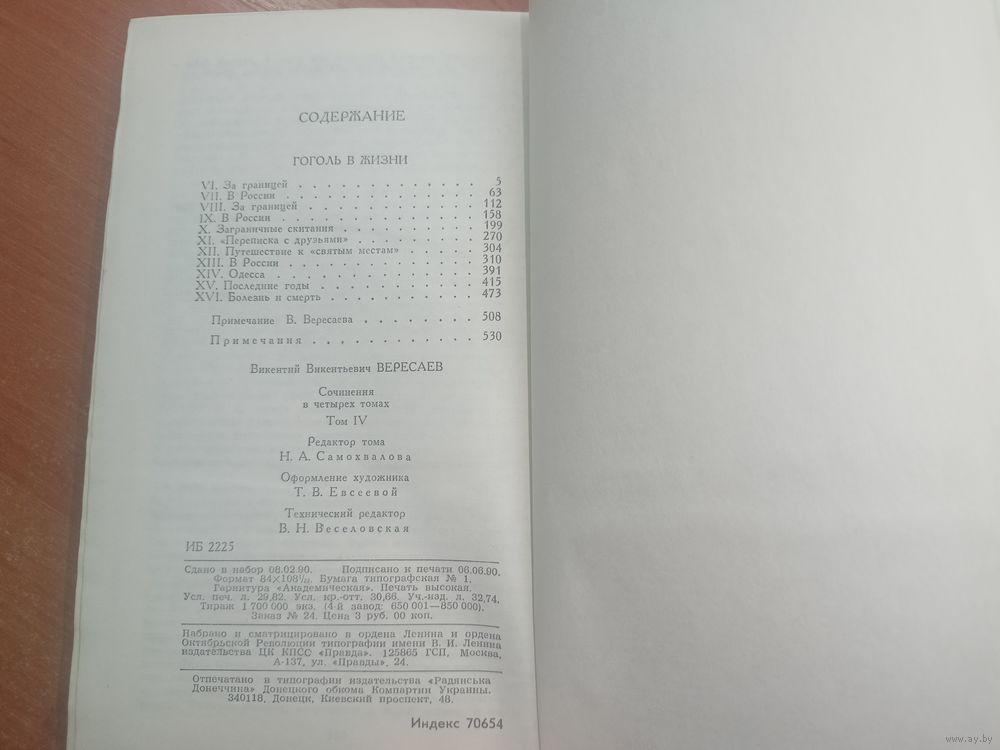 СОДЕРЖАНИЕ
ГОГОЛЬ В ЖИЗНИ
VI. За границей . . . . . . . . . . . . . 5
VII. В России . . . . . . . . . . . . . . 63
VIII. За границей . . . . . . . . . . . . 112
IX. В России . . . . . . . . . . . . . . 158
X. Заграничные скитания . . . . . . . . . 199
XI. «Переписка с друзьями» . . . . . . . . 270
XII. Путешествие к «святым местам» . . . . . 304
XIII. В России . . . . . . . . . . . . . . 310
XIV. Одесса . . . . . . . . . . . . . . . 391
XV. Последние годы . . . . . . . . . . . . 415
XVI. Болезнь и смерть . . . . . . . . . . . 473
Примечание В. Вересаева . . . . . . . . 508
Примечания . . . . . . . . . . . . 530
Викентий Викентьевич ВЕРЕСАЕВ
Сочинения
в четырех томах
Том IV
Редактор тома
Н. А. Самохвалова
Оформление художника
Т. В. Евсеевой
Технический редактор
В. Н. Веселовская
ИБ 2225
Сдано в набор 08.02.90. Подписано к печати 06.06.90.
Формат 84×108 1/32. Бумага типографская № 1.
Гарнитура «Академическая». Печать высокая.
Усл. печ. л. 29,82. Усл. кр.-отт. 30,66. Уч.-изд. л. 32,74.
Тираж 1 700 000 экз. (4-й завод: 650 001—850 000).
Заказ № 24. Цена 3 руб. 00 коп.
Набрано и сматрицировано в ордена Ленина и ордена
Октябрьской Революции типографии имени В. И. Ленина
издательства ЦК КПСС «Правда». 125865 ГСП, Москва,
А-137, ул. «Правды», 24.
Отпечатано в типографии издательства «Радянська
Донеччина» Донецкого обкома Компартии Украины.
340118, Донецк, Киевский проспект, 48.
Индекс 70654
www.ay.by